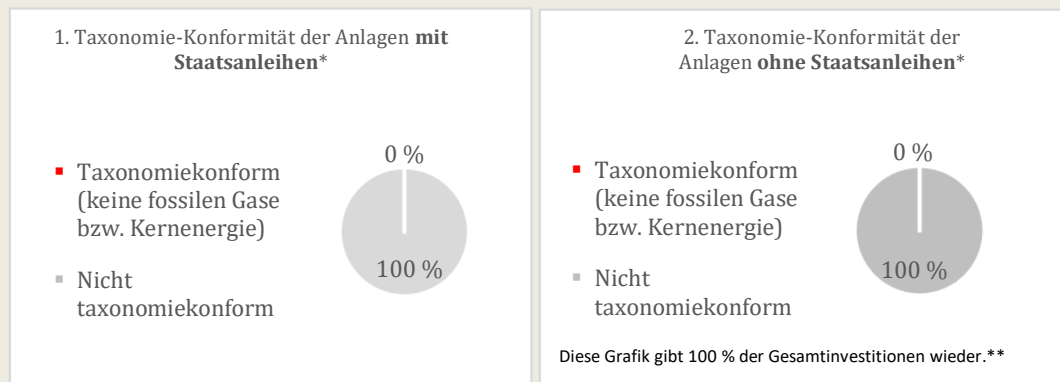 1. Taxonomie-Konformität der Anlagen mit
Staatsanleihen*
Taxonomiekonform
(keine fossilen Gase
bzw. Kernenergie)
Nicht
taxonomiekonform
0 %
100 %
2. Taxonomie-Konformität der
Anlagen ohne Staatsanleihen*
Taxonomiekonform
(keine fossilen Gase
bzw. Kernenergie)
Nicht
taxonomiekonform
0 %
100 %
Diese Grafik gibt 100 % der Gesamtinvestitionen wieder.**